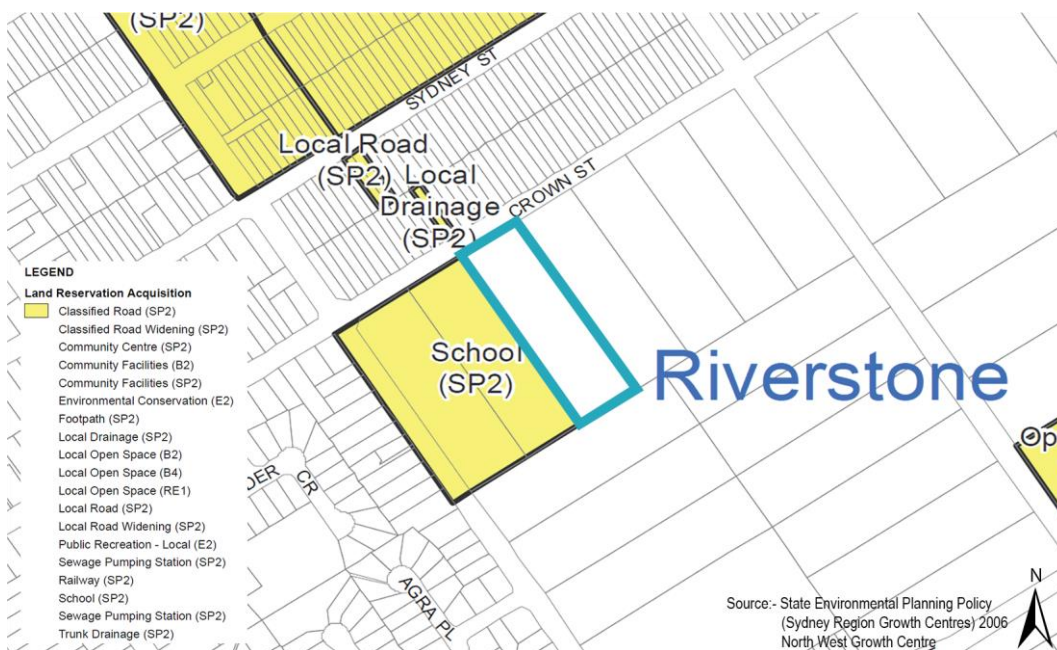 (SP2)
SYDNEY ST
Local Road
(SP2)
Local
Drainage
(SP2)
CROWN ST
School
(SP2)
Riverstone
Op
DER
CR
AGRA PL
LEGEND
Land Reservation Acquisition
Classified Road (SP2)
Classified Road Widening (SP2)
Community Centre (SP2)
Community Facilities (B2)
Community Facilities (SP2)
Environmental Conservation (E2)
Footpath (SP2)
Local Drainage (SP2)
Local Open Space (B2)
Local Open Space (B4)
Local Open Space (RE1)
Local Road (SP2)
Local Road Widening (SP2)
Public Recreation - Local (E2)
Sewage Pumping Station (SP2)
Railway (SP2)
School (SP2)
Sewage Pumping Station (SP2)
Trunk Drainage (SP2)
Source:- State Environmental Planning Policy
(Sydney Region Growth Centres) 2006
North West Growth Centre
N